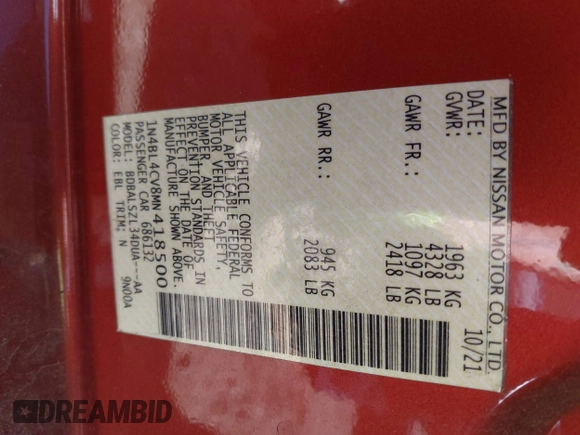 MFD BY NISSAN MOTOR CO., LTD.
DATE: 10/21
GVWR: 1963 KG
4328 LB
GAWR FR.: 1097 KG
2418 LB
GAWR RR.: 945 KG
2083 LB
THIS VEHICLE CONFORMS TO
ALL APPLICABLE FEDERAL
MOTOR VEHICLE SAFETY,
BUMPER, AND THEFT
PREVENTION STANDARDS IN
EFFECT ON THE DATE OF
MANUFACTURE SHOWN ABOVE.
1N4BL4CV8MN418500
PASSENGER CAR 686132
MODEL: BDBALSZL34DUA---AA
COLOR: EBL TRIM: N 9N00A
DREAMBID